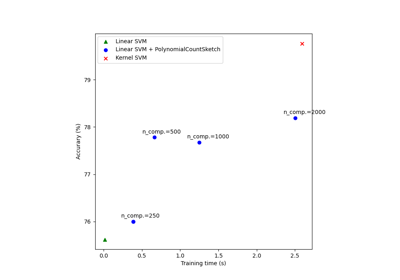 Linear SVM
Linear SVM + PolynomialCountSketch
Kernel SVM
79
78
77
76
n_comp.=2000
n_comp.=500
n_comp.=1000
n_comp.=250
Accurary (%)
0.0 0.5 1.0 1.5 2.0 2.5
Training time (s)